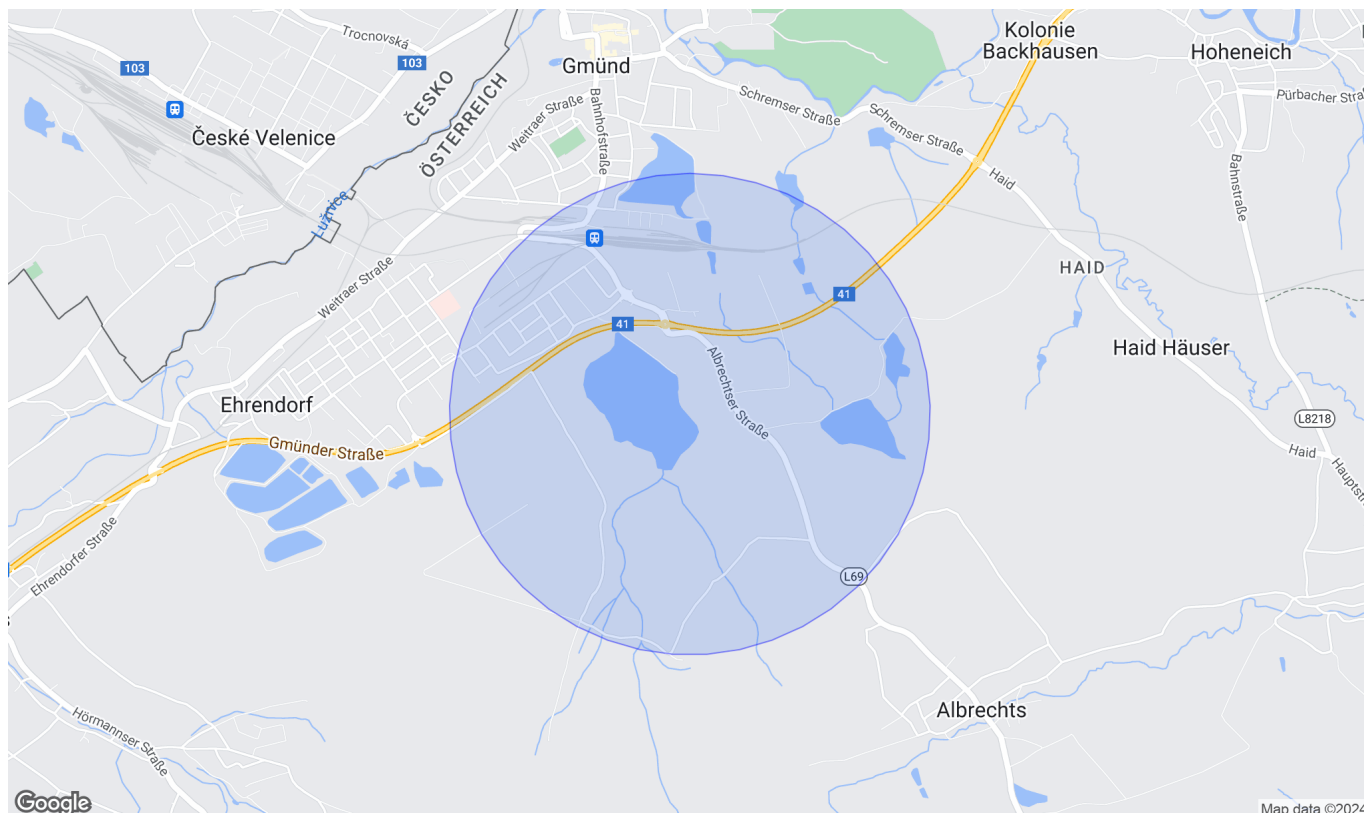 Trocnovská
103
103
ČESKO
ÖSTERREICH
České Velenice
Lužnice
Gmünd
Weitraer Straße
Bahnhofstraße
Schremser Straße
Schremser Straße
Kolonie
Backhausen
Hoheneich
Pürbacher Straße
Bahnstraße
Haid
HAID
Haid Häuser
41
41
Weitraer Straße
Ehrendorf
Gmünder Straße
Albrechtser Straße
L8218
Haid
Hauptstr
Ehrendorfer Straße
L69
Albrechts
Hörmannser Straße
Google
Map data ©2024